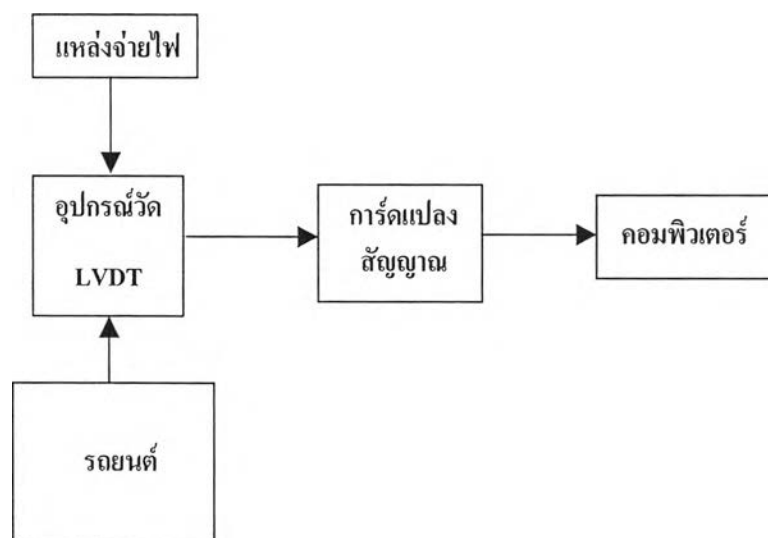 แหล่งจ่ายไฟ
อุปกรณ์วัด
LVDT
การ์ดแปลง
สัญญาณ
คอมพิวเตอร์
รถยนต์